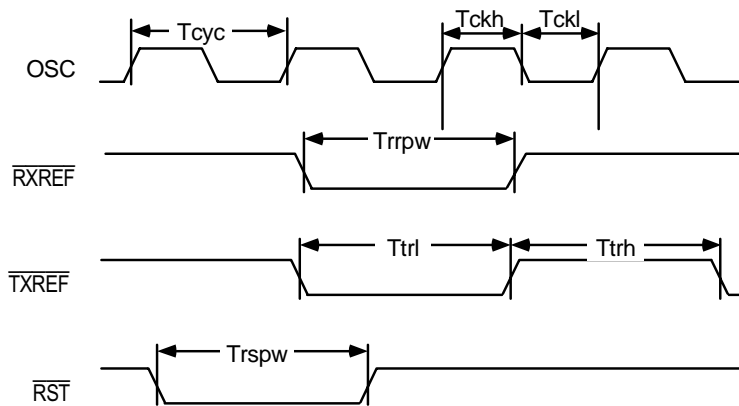 Tcyc Tckh Tckl
OSC
Trrpw
RXREF
Ttrl Ttrh
TXREF
Trspw
RST